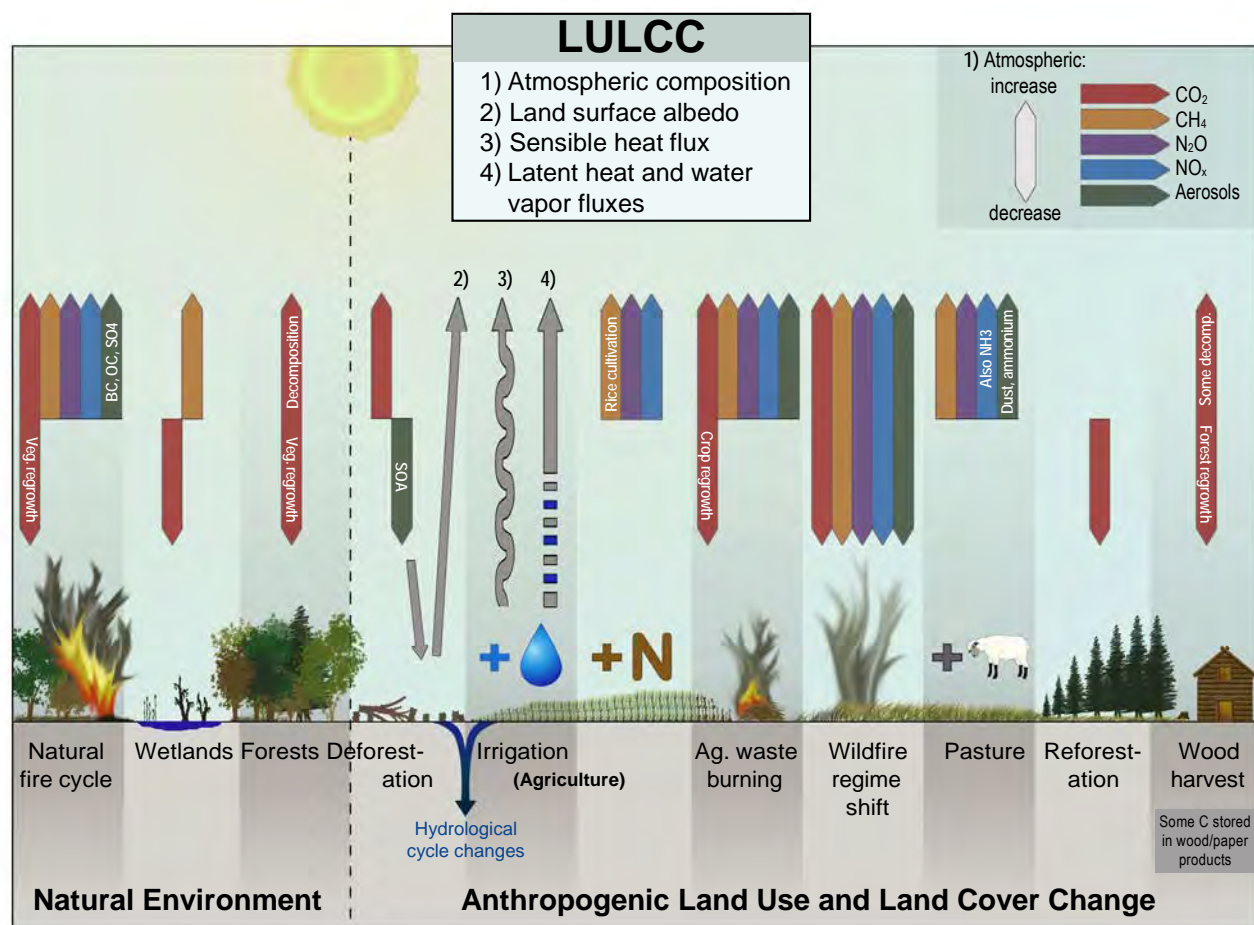 LULCC
1) Atmospheric composition
2) Land surface albedo
3) Sensible heat flux
4) Latent heat and water
vapor fluxes
1) Atmospheric:
increase
decrease
CO₂
CH₄
N₂O
NOₓ
Aerosols
2)
3)
4)
Veg. regrowth
BC, OC, SO4
Decomposition
Veg. regrowth
SOA
Rice cultivation
Crop regrowth
Also NH3
Dust, ammonium
Some decomp.
Forest regrowth
+
+N
+
Natural
fire cycle
Wetlands
Forests
Deforest-
ation
Irrigation
(Agriculture)
Ag. waste
burning
Wildfire
regime
shift
Pasture
Reforest-
ation
Wood
harvest
Hydrological
cycle changes
Some C stored
in wood/paper
products
Natural Environment
Anthropogenic Land Use and Land Cover Change